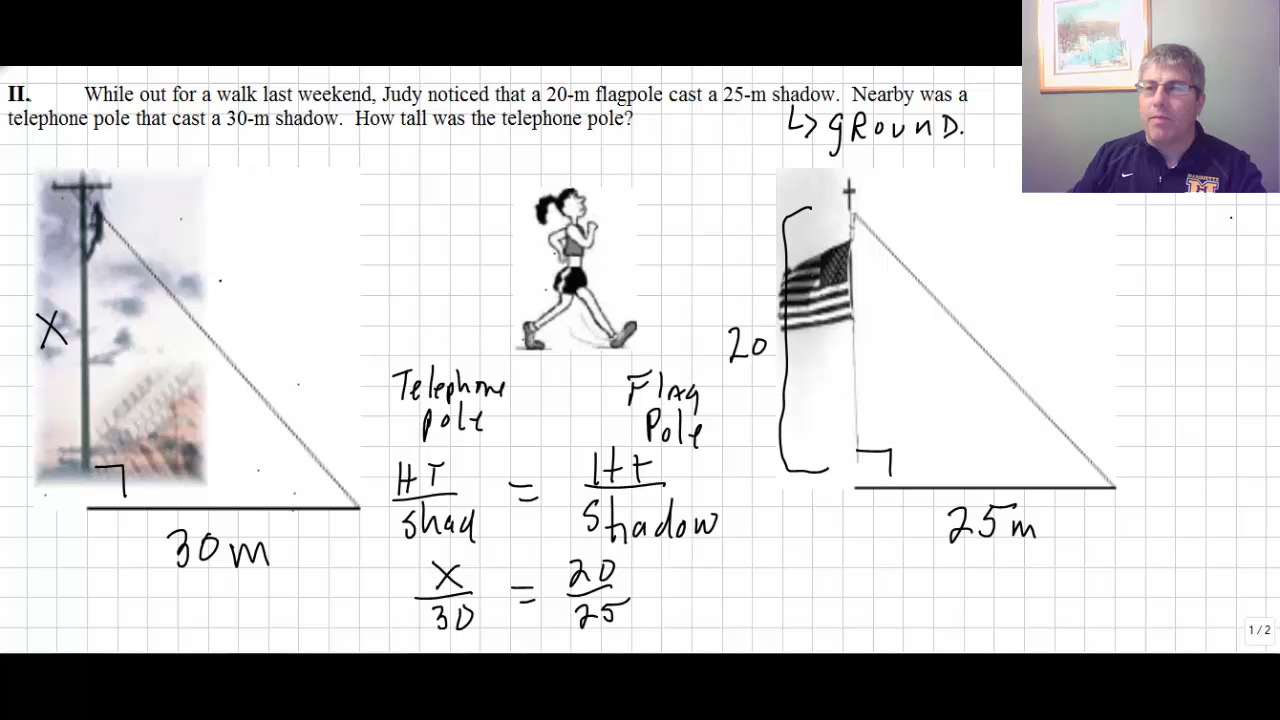 II. While out for a walk last weekend, Judy noticed that a 20-m flagpole cast a 25-m shadow. Nearby was a
telephone pole that cast a 30-m shadow. How tall was the telephone pole?
↳ gROUND.
X
20
Telephone
pole
Flag
Pole
HT
shad
=
Ht
Shadow
30 m
25 m
X
30
=
20
25
MARQUETTE
M
1 / 2